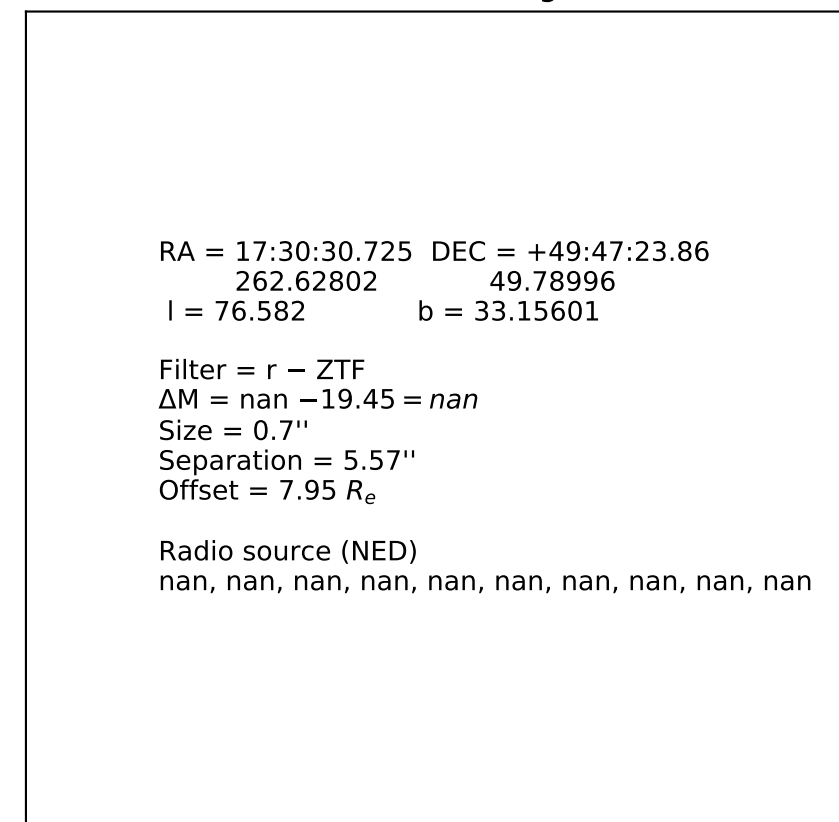 RA = 17:30:30.725 DEC = +49:47:23.86
262.62802 49.78996
l = 76.582 b = 33.15601
Filter = r − ZTF
ΔM = nan −19.45 = nan
Size = 0.7''
Separation = 5.57''
Offset = 7.95 Rₑ
Radio source (NED)
nan, nan, nan, nan, nan, nan, nan, nan, nan, nan